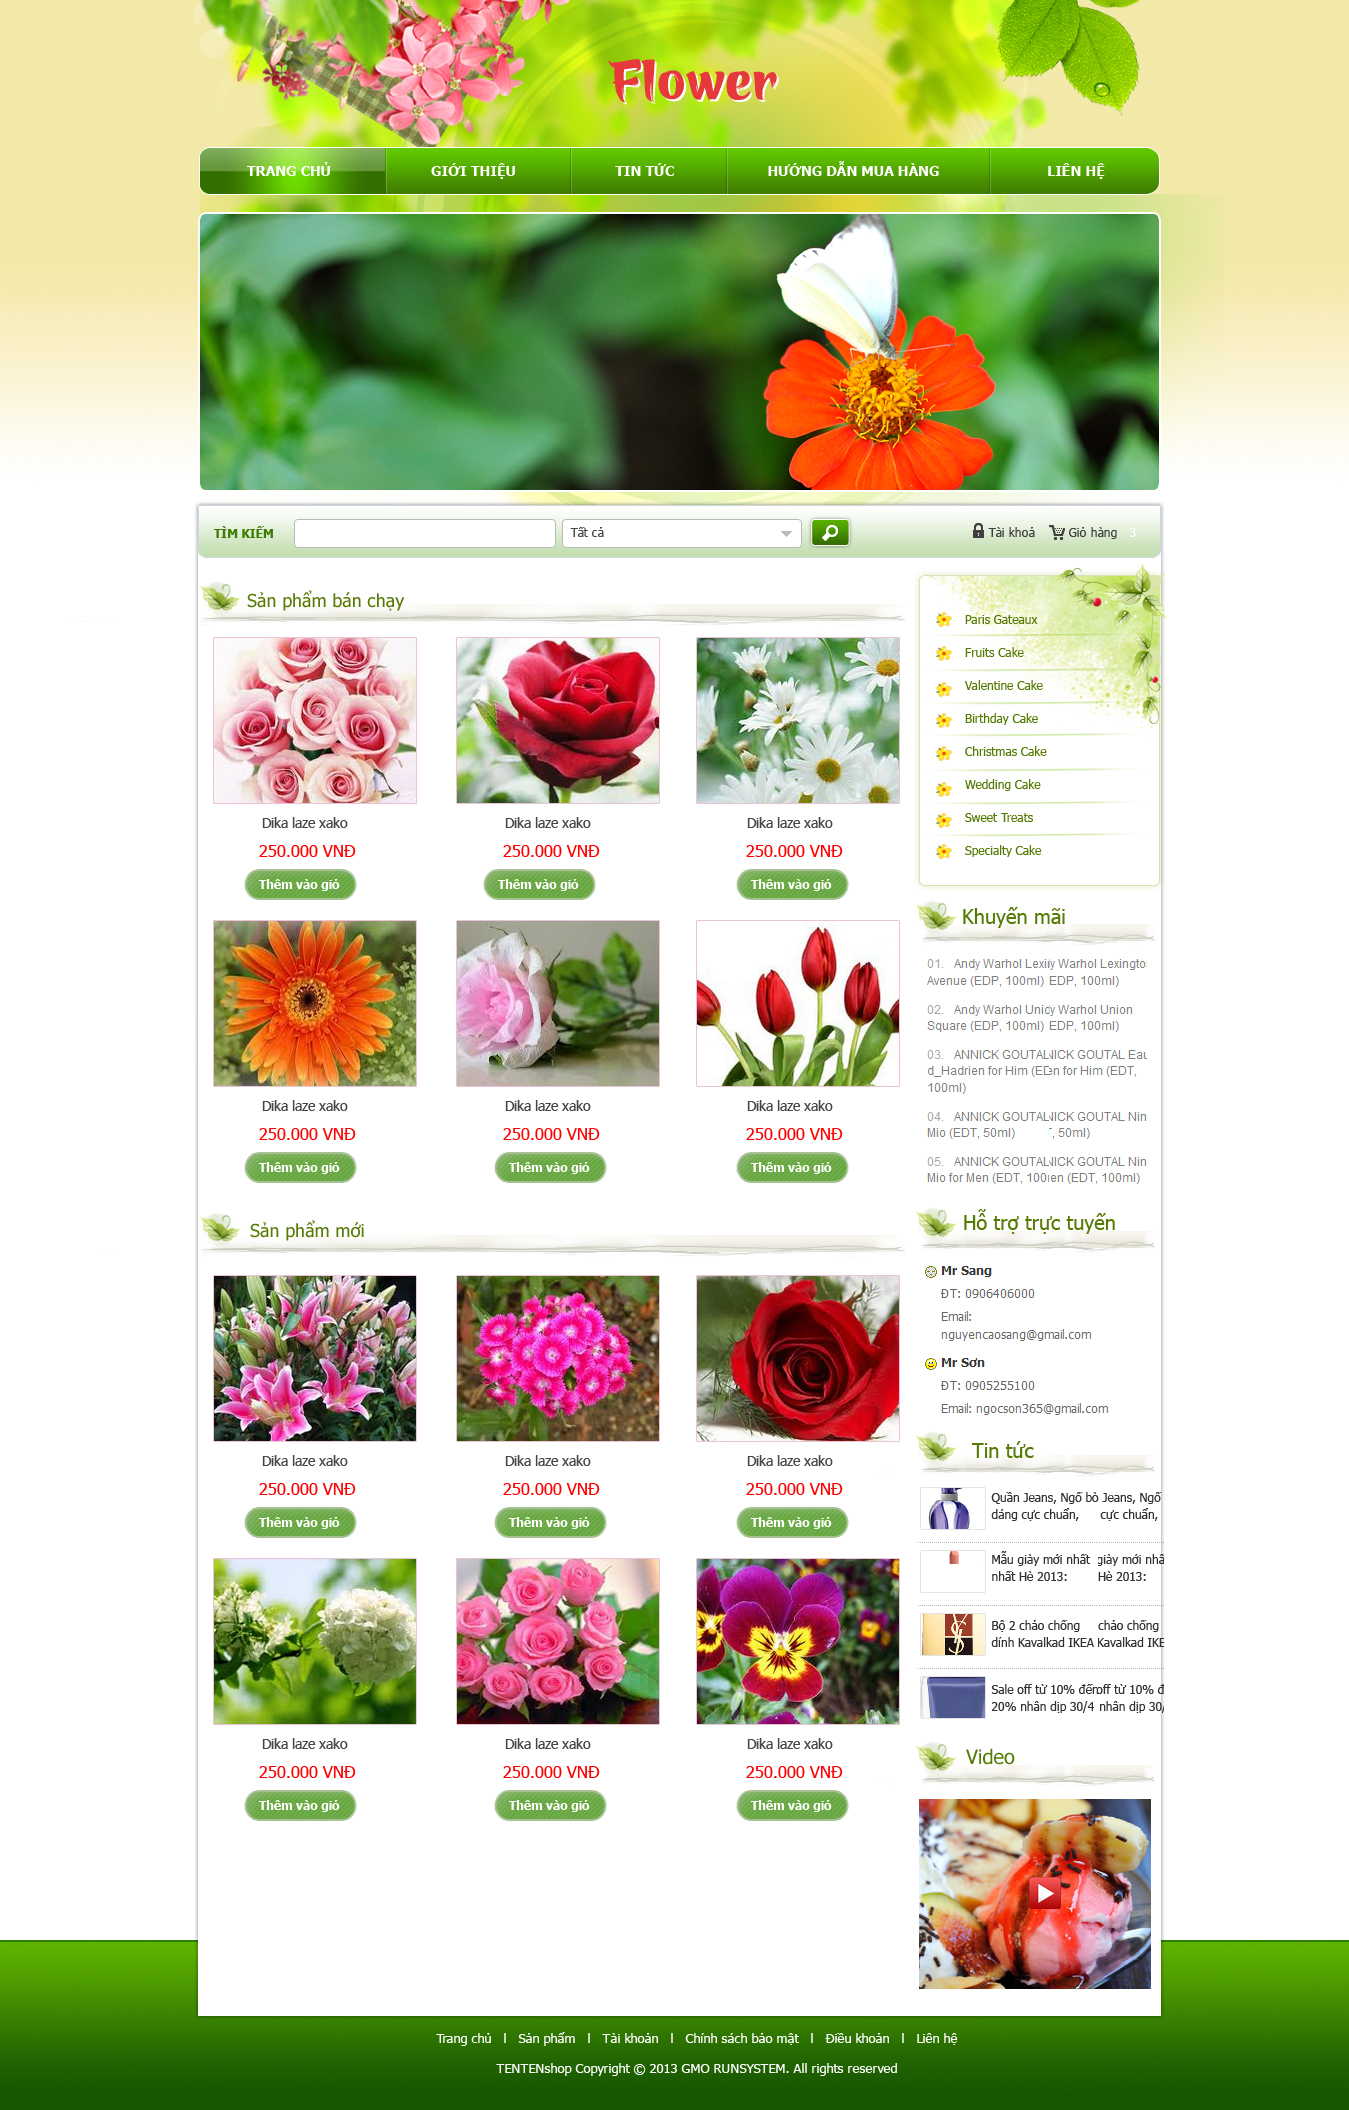 Flower
TRANG CHỦ
GIỚI THIỆU
TIN TỨC
HƯỚNG DẪN MUA HÀNG
LIÊN HỆ
TÌM KIẾM
Tất cả
Tài khoả
Giỏ hàng 3
Sản phẩm bán chạy
Dika laze xako
Dika laze xako
Dika laze xako
250.000 VNĐ
250.000 VNĐ
250.000 VNĐ
Thêm vào giỏ
Thêm vào giỏ
Thêm vào giỏ
Dika laze xako
Dika laze xako
Dika laze xako
250.000 VNĐ
250.000 VNĐ
250.000 VNĐ
Thêm vào giỏ
Thêm vào giỏ
Thêm vào giỏ
Sản phẩm mới
Dika laze xako
Dika laze xako
Dika laze xako
250.000 VNĐ
250.000 VNĐ
250.000 VNĐ
Thêm vào giỏ
Thêm vào giỏ
Thêm vào giỏ
Dika laze xako
Dika laze xako
Dika laze xako
250.000 VNĐ
250.000 VNĐ
250.000 VNĐ
Thêm vào giỏ
Thêm vào giỏ
Thêm vào giỏ
Paris Gateaux
Fruits Cake
Valentine Cake
Birthday Cake
Christmas Cake
Wedding Cake
Sweet Treats
Specialty Cake
Khuyến mãi
01. Andy Warhol Lexiy Warhol Lexingto
Avenue (EDP, 100ml) EDP, 100ml)
02. Andy Warhol Unicy Warhol Union
Square (EDP, 100ml) EDP, 100ml)
03. ANNICK GOUTALNICK GOUTAL Eau
d_Hadrien for Him (EDn for Him (EDT,
100ml)
04. ANNICK GOUTALNICK GOUTAL Nin
Mio (EDT, 50ml) , 50ml)
05. ANNICK GOUTALNICK GOUTAL Nin
Mio for Men (EDT, 100en (EDT, 100ml)
Hỗ trợ trực tuyến
Mr Sang
ĐT: 0906406000
Email:
nguyencaosang@gmail.com
Mr Sơn
ĐT: 0905255100
Email: ngocson365@gmail.com
Tin tức
Quần Jeans, Ngố bò Jeans, Ngố
dáng cực chuẩn, cực chuẩn,
Mẫu giày mới nhất giày mới nhấ
nhất Hè 2013: Hè 2013:
Bộ 2 chảo chống chảo chống
dính Kavalkad IKEA Kavalkad IKE
Sale off từ 10% đếroff từ 10% đ
20% nhân dịp 30/4 nhân dịp 30/
Video
Trang chủ | Sản phẩm | Tài khoản | Chính sách bảo mật | Điều khoản | Liên hệ
TENTENshop Copyright © 2013 GMO RUNSYSTEM. All rights reserved